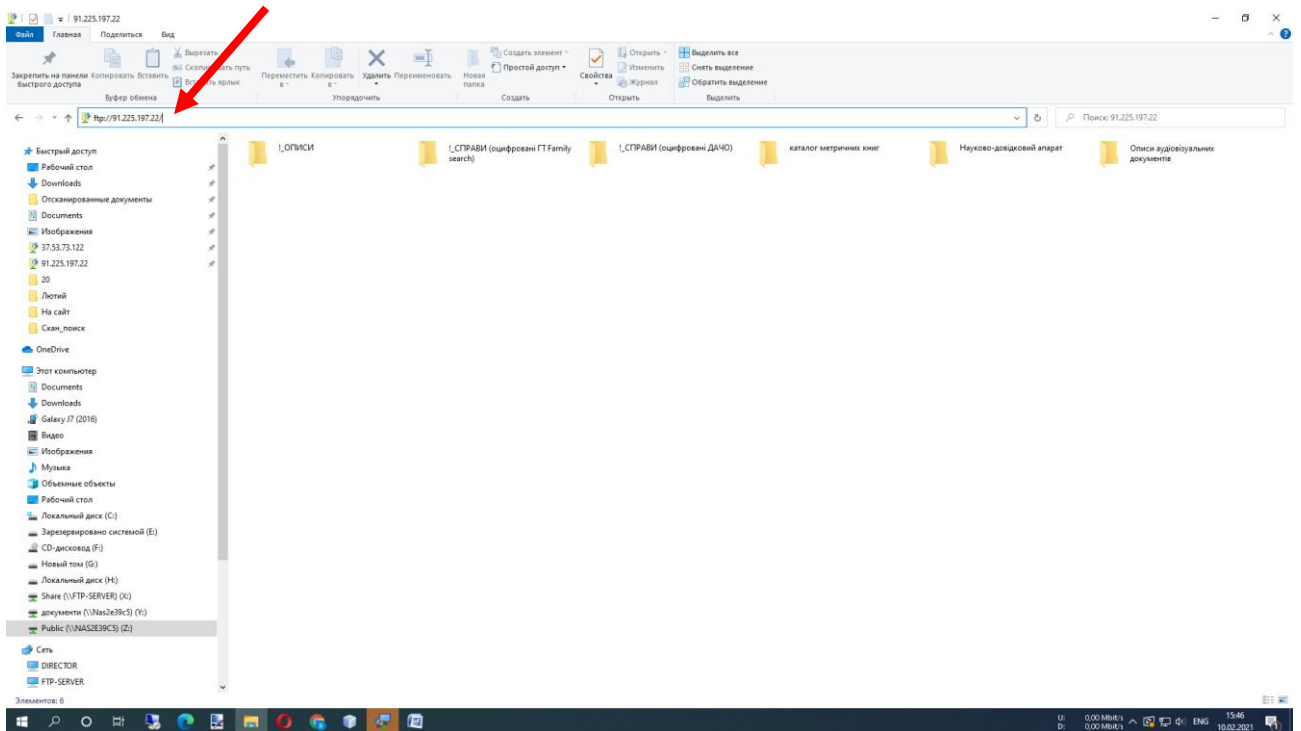 91.225.197.22
Файл Главная Поделиться Вид
Закрепить на панели быстрого доступа
Копировать
Вставить
Вырезать
Скопировать путь
Вставить ярлык
Буфер обмена
Переместить в
Копировать в
Удалить
Переименовать
Упорядочить
Новая папка
Создать элемент
Простой доступ
Создать
Свойства
Открыть
Изменить
Журнал
Открыть
Выделить все
Снять выделение
Обратить выделение
Выделить
ftp://91.225.197.22/
Поиск: 91.225.197.22
Быстрый доступ
Рабочий стол
Downloads
Отсканированные документы
Documents
Изображения
37.53.73.122
91.225.197.22
20
Лютий
На сайт
Скан_поиск
OneDrive
Этот компьютер
Documents
Downloads
Galaxy J7 (2016)
Видео
Изображения
Музыка
Объемные объекты
Рабочий стол
Локальный диск (C:)
Зарезервировано системой (E:)
CD-дисковод (F:)
Новый том (G:)
Локальный диск (H:)
Share (\\FTP-SERVER) (X:)
документи (\\Nas2e39c5) (Y:)
Public (\\NAS2E39C5) (Z:)
Сеть
DIRECTOR
FTP-SERVER
!_ОПИСИ
!_СПРАВИ (оцифровані ГТ Family
search)
!_СПРАВИ (оцифровані ДАЧО)
каталог метричних книг
Науково-довідковий апарат
Описи аудіовізуальних
документів
Элементов: 6
U: 0,00 Mbit/s
D: 0,00 Mbit/s
ENG
15:46
10.02.2021